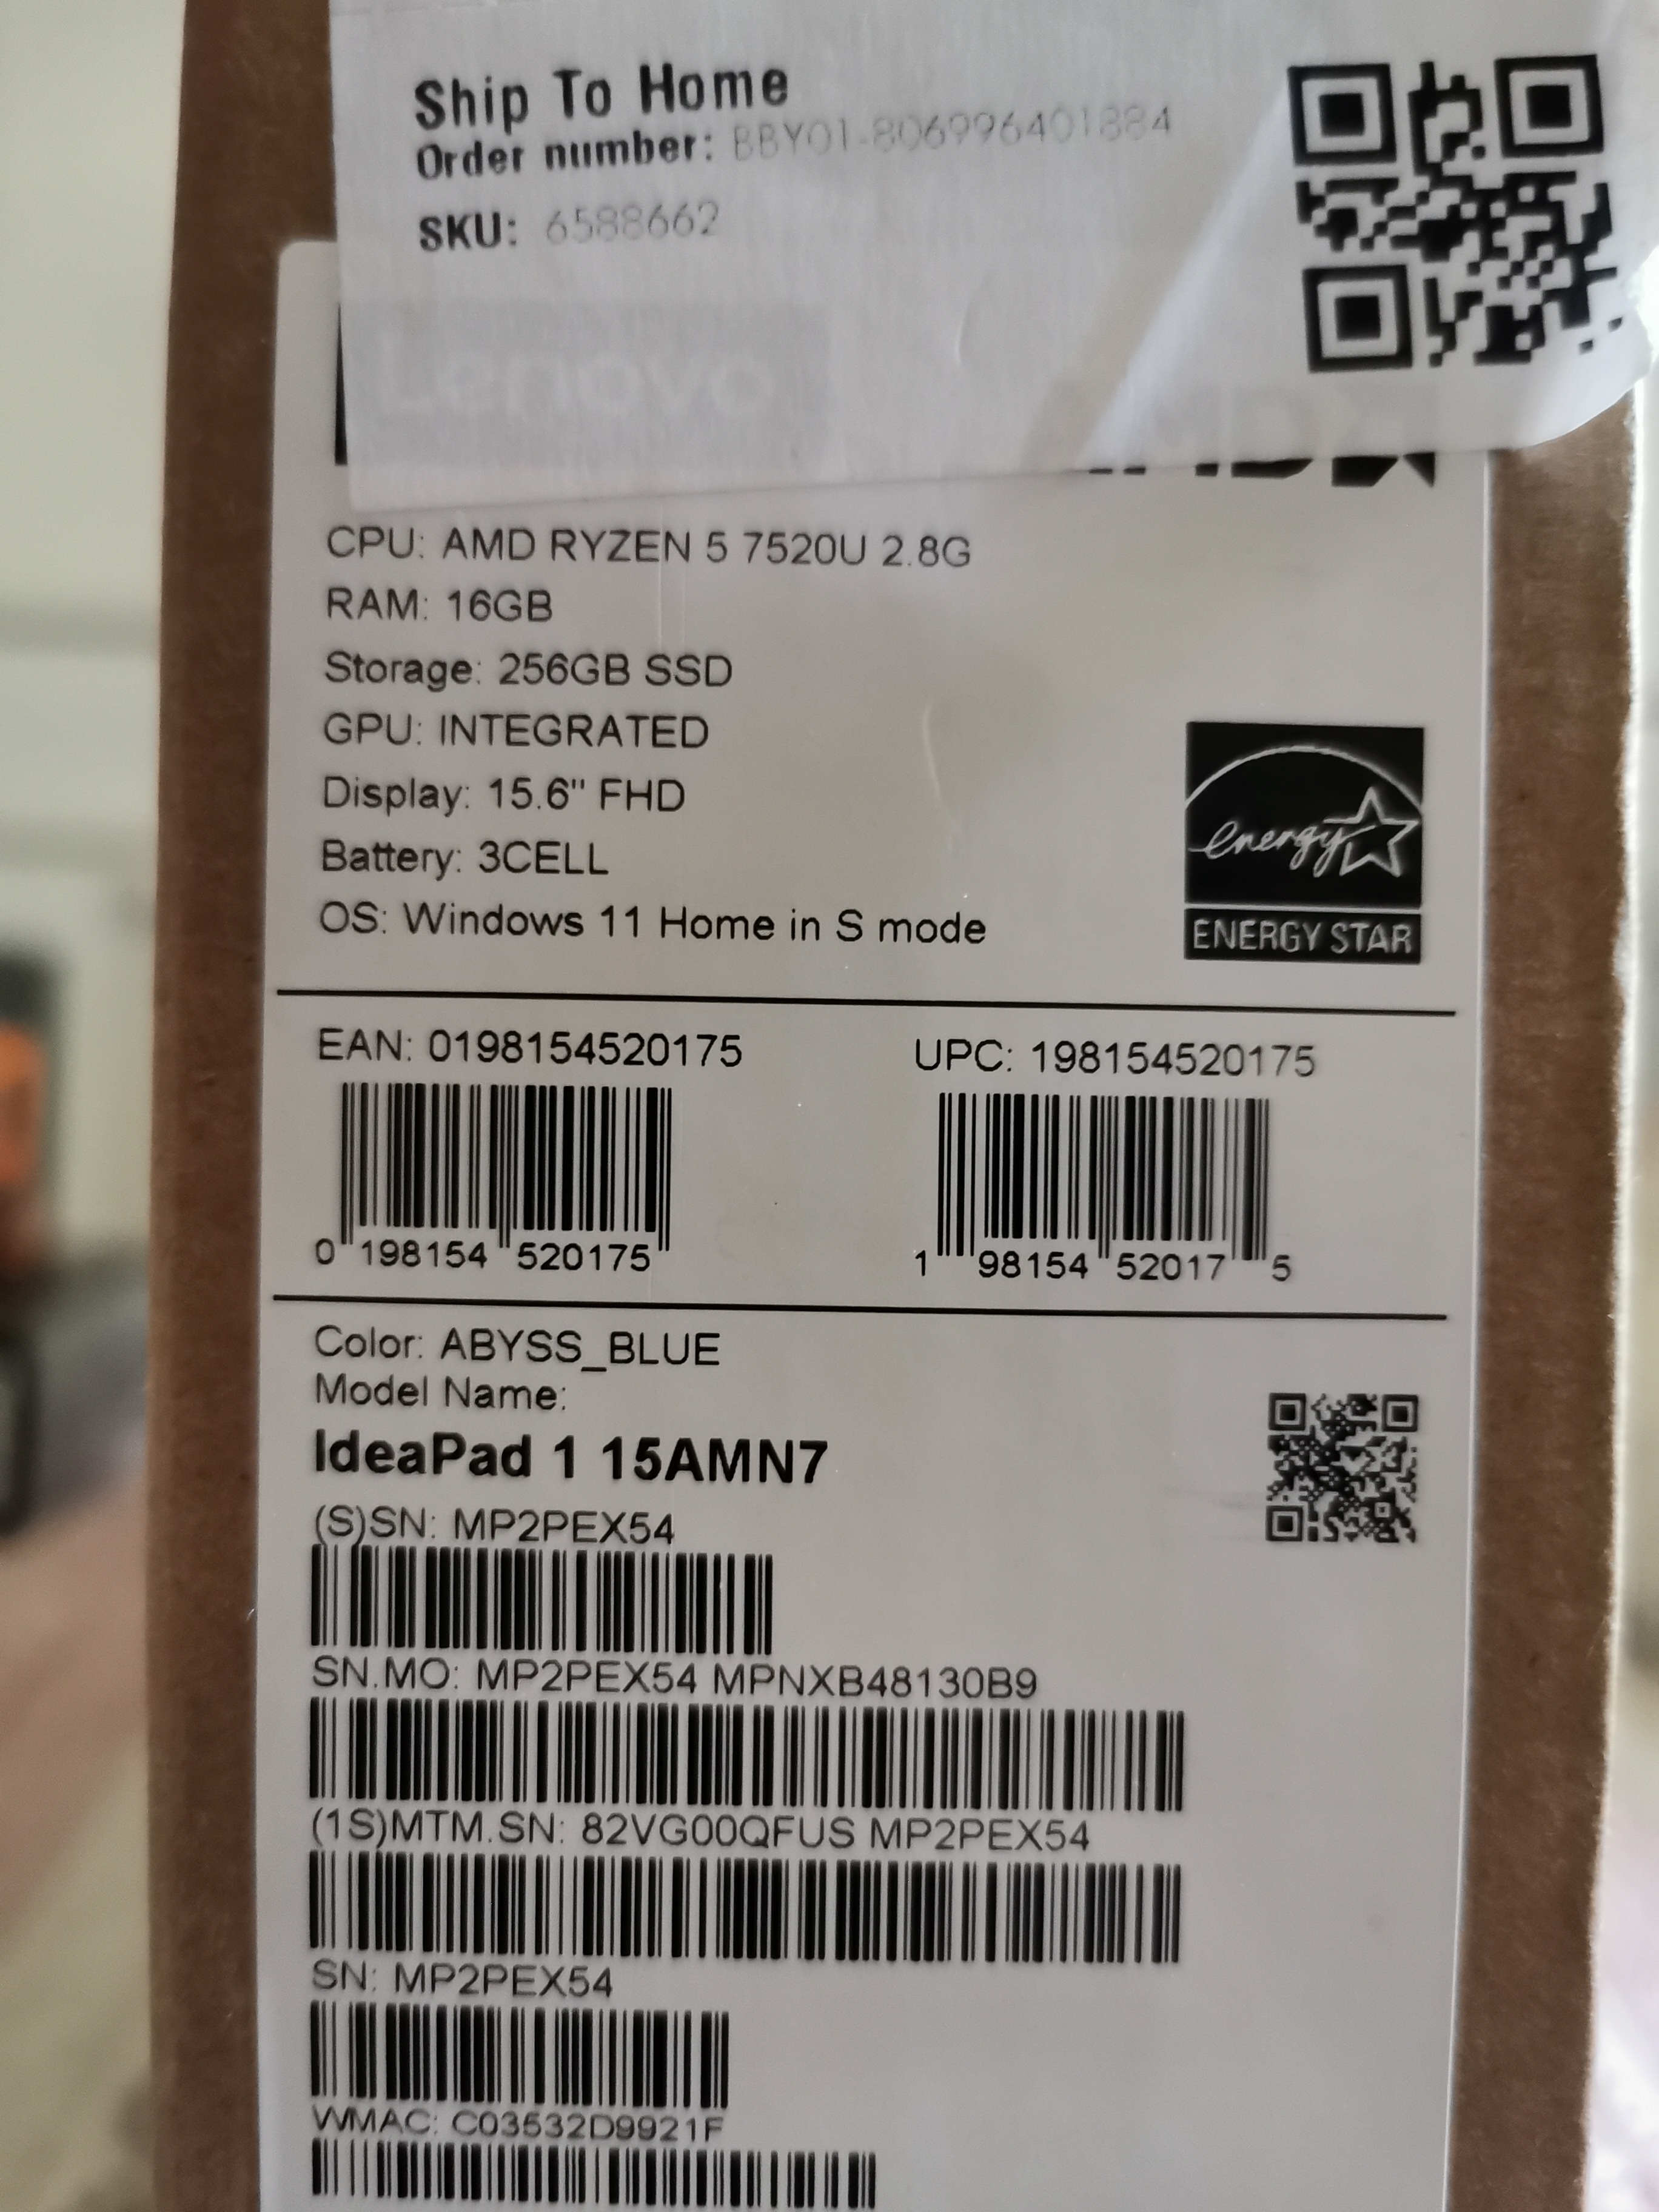 Ship To Home
Order number: BBY01-806996401884
SKU: 6588662
Lenovo
AMD
CPU: AMD RYZEN 5 7520U 2.8G
RAM: 16GB
Storage: 256GB SSD
GPU: INTEGRATED
Display: 15.6" FHD
Battery: 3CELL
OS: Windows 11 Home in S mode
energy
ENERGY STAR
EAN: 0198154520175 UPC: 198154520175
0 198154 520175 1 98154 52017 5
Color: ABYSS_BLUE
Model Name:
IdeaPad 1 15AMN7
(S)SN: MP2PEX54
SN.MO: MP2PEX54 MPNXB48130B9
(1S)MTM.SN: 82VG00QFUS MP2PEX54
SN: MP2PEX54
WMAC: C03532D9921F